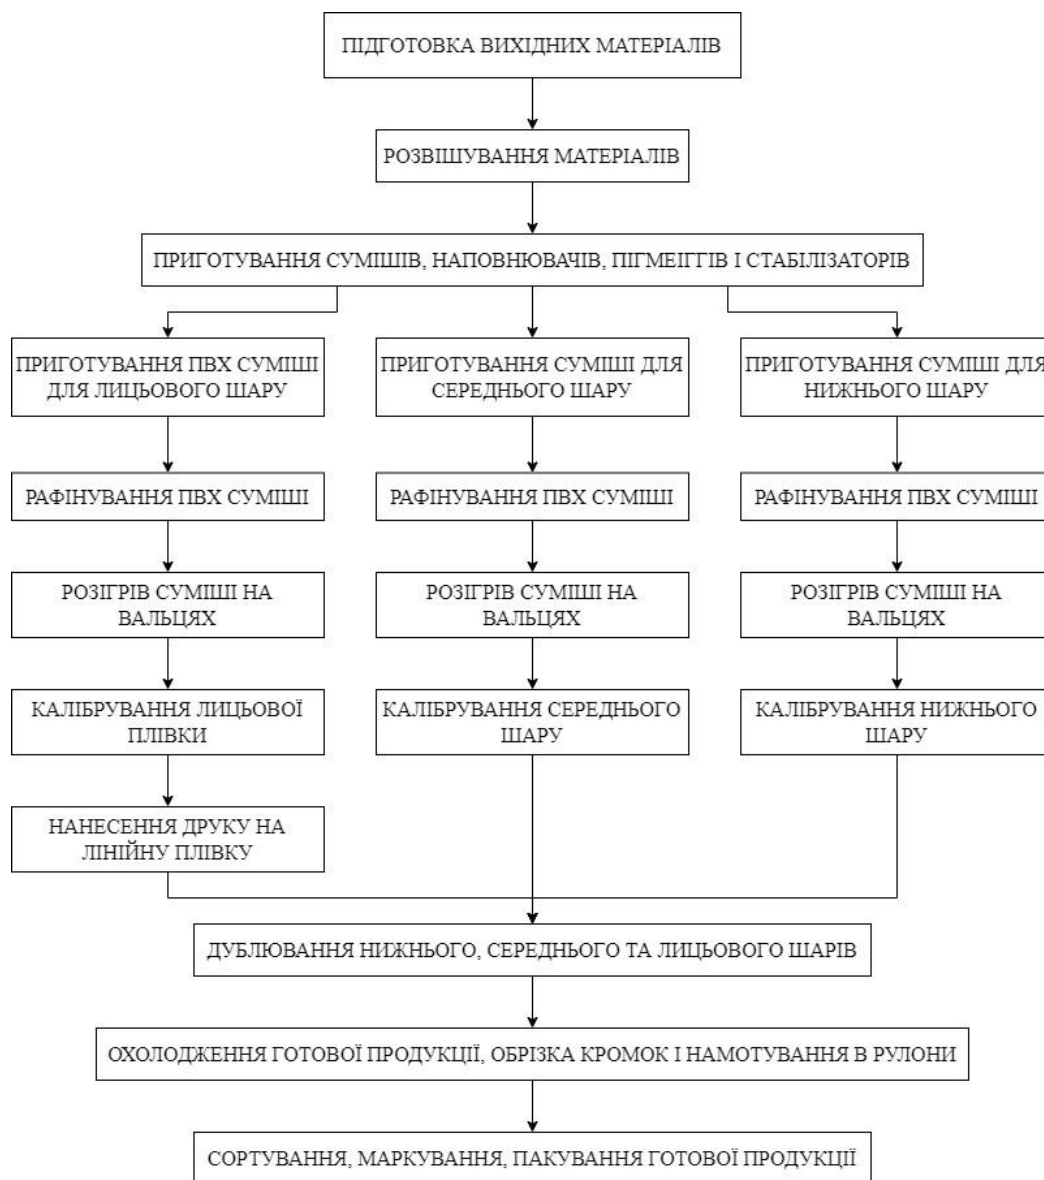 ПІДГОТОВКА ВИХІДНИХ МАТЕРІАЛІВ
РОЗВІШУВАННЯ МАТЕРІАЛІВ
ПРИГОТУВАННЯ СУМІШІВ, НАПОВНЮВАЧІВ, ПІГМЕІГТІВ І СТАБІЛІЗАТОРІВ
ПРИГОТУВАННЯ ПВХ СУМІШІ
ДЛЯ ЛИЦЬОВОГО ШАРУ
ПРИГОТУВАННЯ СУМІШІ ДЛЯ
СЕРЕДНЬОГО ШАРУ
ПРИГОТУВАННЯ СУМІШІ ДЛЯ
НИЖНЬОГО ШАРУ
РАФІНУВАННЯ ПВХ СУМІШІ
РАФІНУВАННЯ ПВХ СУМІШІ
РАФІНУВАННЯ ПВХ СУМІШІ
РОЗІГРІВ СУМІШІ НА
ВАЛЬЦЯХ
РОЗІГРІВ СУМІШІ НА
ВАЛЬЦЯХ
РОЗІГРІВ СУМІШІ НА
ВАЛЬЦЯХ
КАЛІБРУВАННЯ ЛИЦЬОВОЇ
ПЛІВКИ
КАЛІБРУВАННЯ СЕРЕДНЬОГО
ШАРУ
КАЛІБРУВАННЯ НИЖНЬОГО
ШАРУ
НАНЕСЕННЯ ДРУКУ НА
ЛІНІЙНУ ПЛІВКУ
ДУБЛЮВАННЯ НИЖНЬОГО, СЕРЕДНЬОГО ТА ЛИЦЬОВОГО ШАРІВ
ОХОЛОДЖЕННЯ ГОТОВОЇ ПРОДУКЦІЇ, ОБРІЗКА КРОМОК І НАМОТУВАННЯ В РУЛОНИ
СОРТУВАННЯ, МАРКУВАННЯ, ПАКУВАННЯ ГОТОВОЇ ПРОДУКЦІЇ